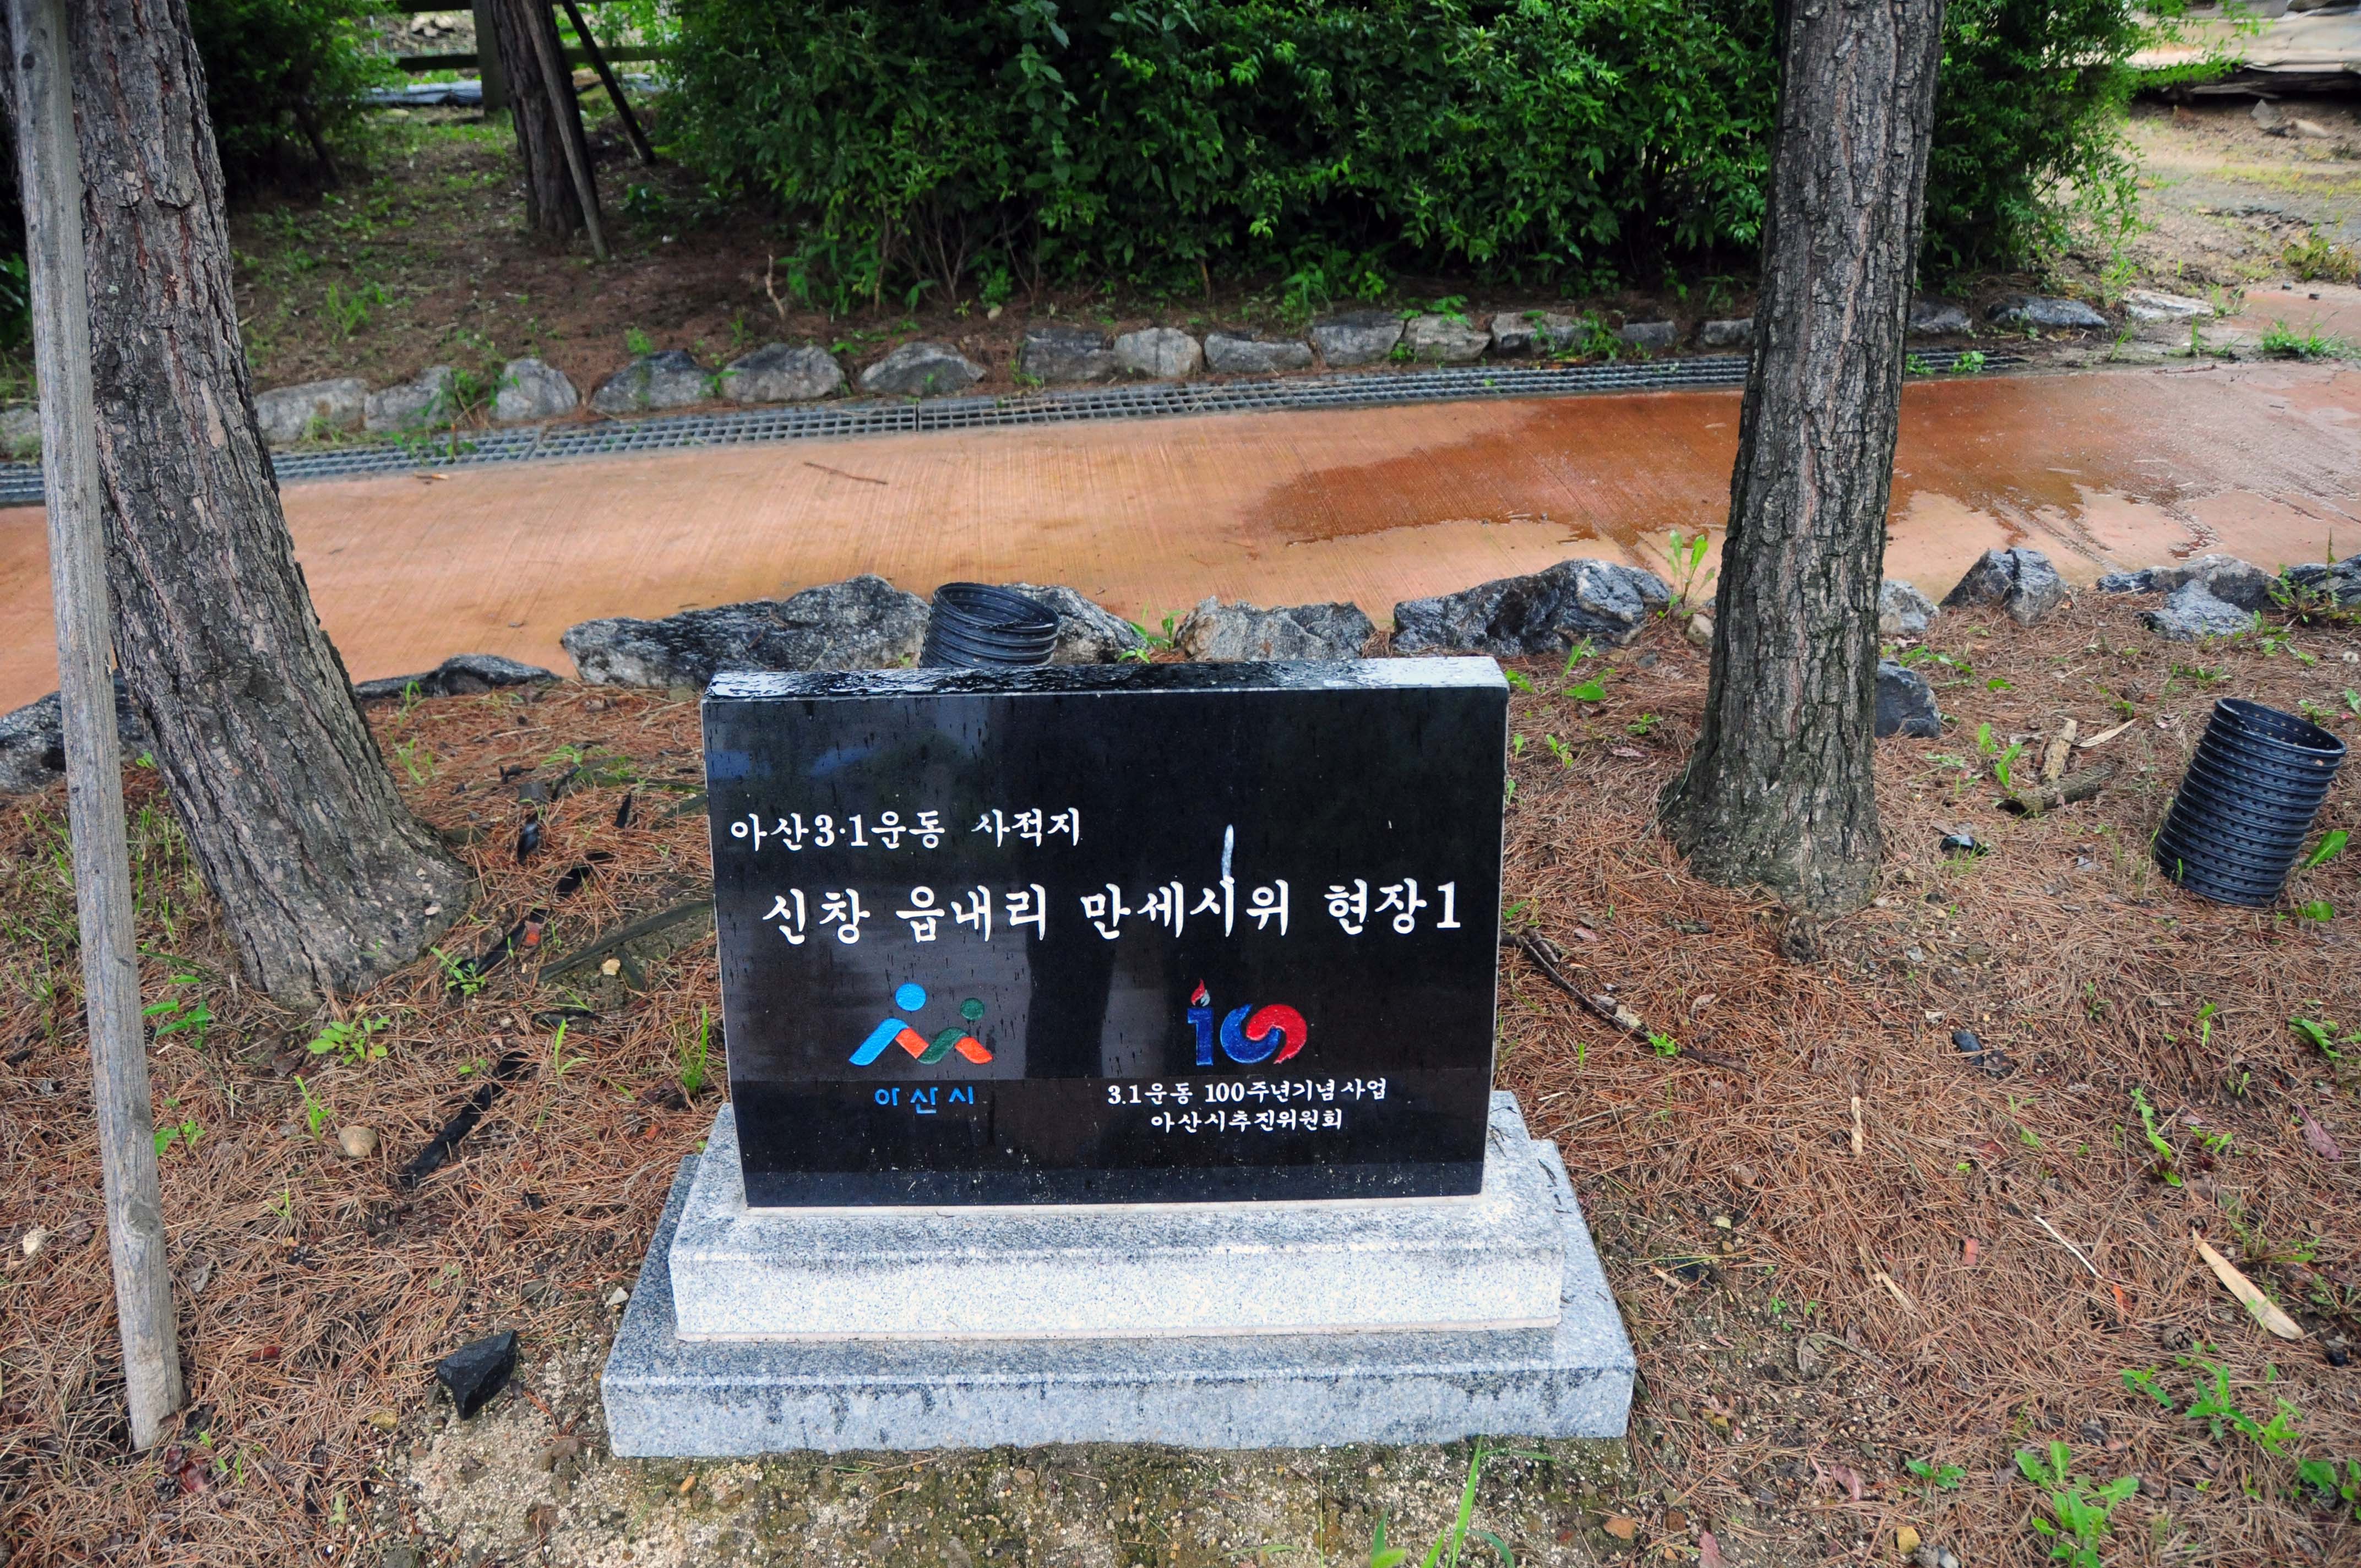 아산3·1운동 사적지
신창 읍내리 만세시위 현장1
100
아산시
3.1운동 100주년기념사업
아산시추진위원회